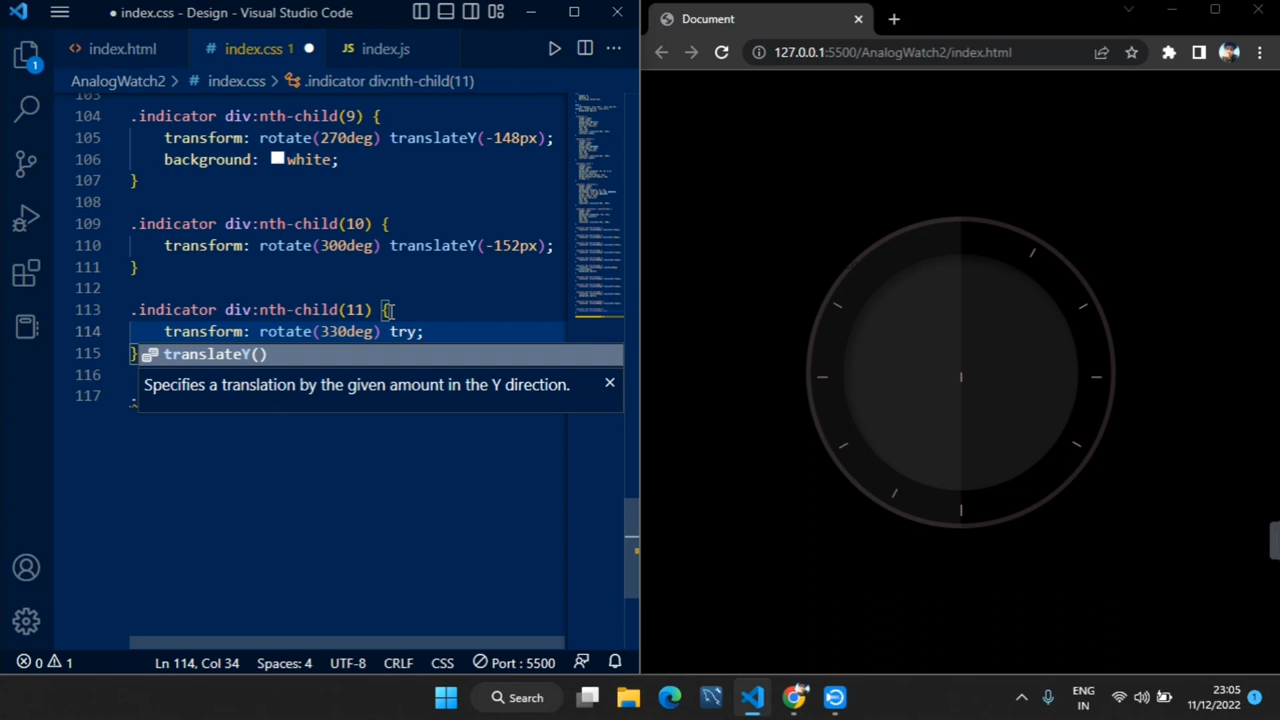 index.css - Design - Visual Studio Code
Document
index.html
# index.css 1
JS index.js
127.0.0.1:5500/AnalogWatch2/index.html
AnalogWatch2 > # index.css > .indicator div:nth-child(11)
103
104 .indicator div:nth-child(9) {
105 transform: rotate(270deg) translateY(-148px);
106 background: white;
107 }
108
109 .indicator div:nth-child(10) {
110 transform: rotate(300deg) translateY(-152px);
111 }
112
113 .indicator div:nth-child(11) {
114 transform: rotate(330deg) try;
115 }
translateY()
116
Specifies a translation by the given amount in the Y direction.
117 .
1
0 1
Ln 114, Col 34
Spaces: 4
UTF-8
CRLF
CSS
Port : 5500
Search
ENG
IN
23:05
11/12/2022
1